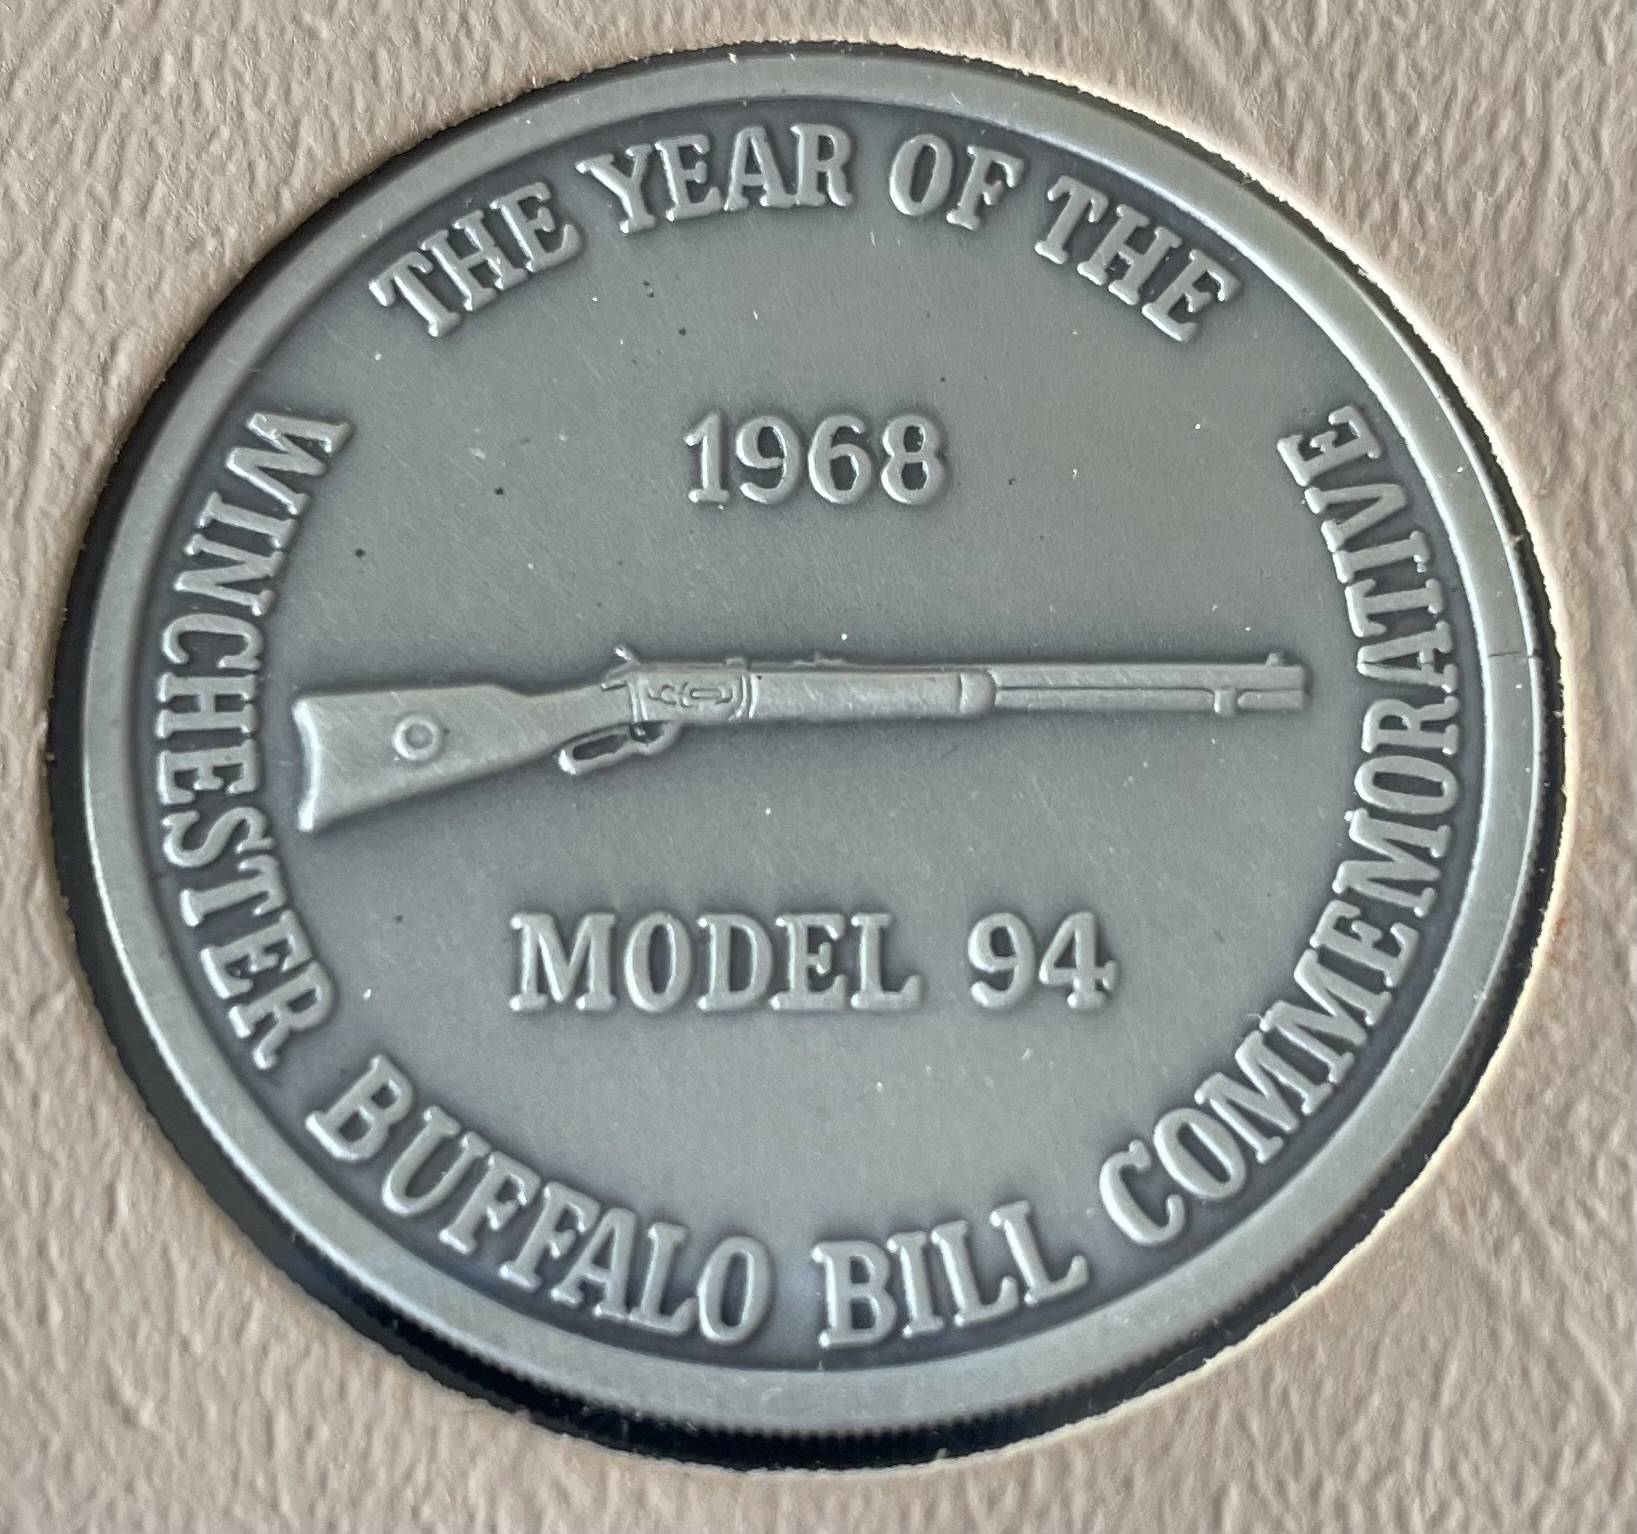 THE YEAR OF THE
1968
MODEL 94
WINCHESTER BUFFALO BILL COMMEMORATIVE